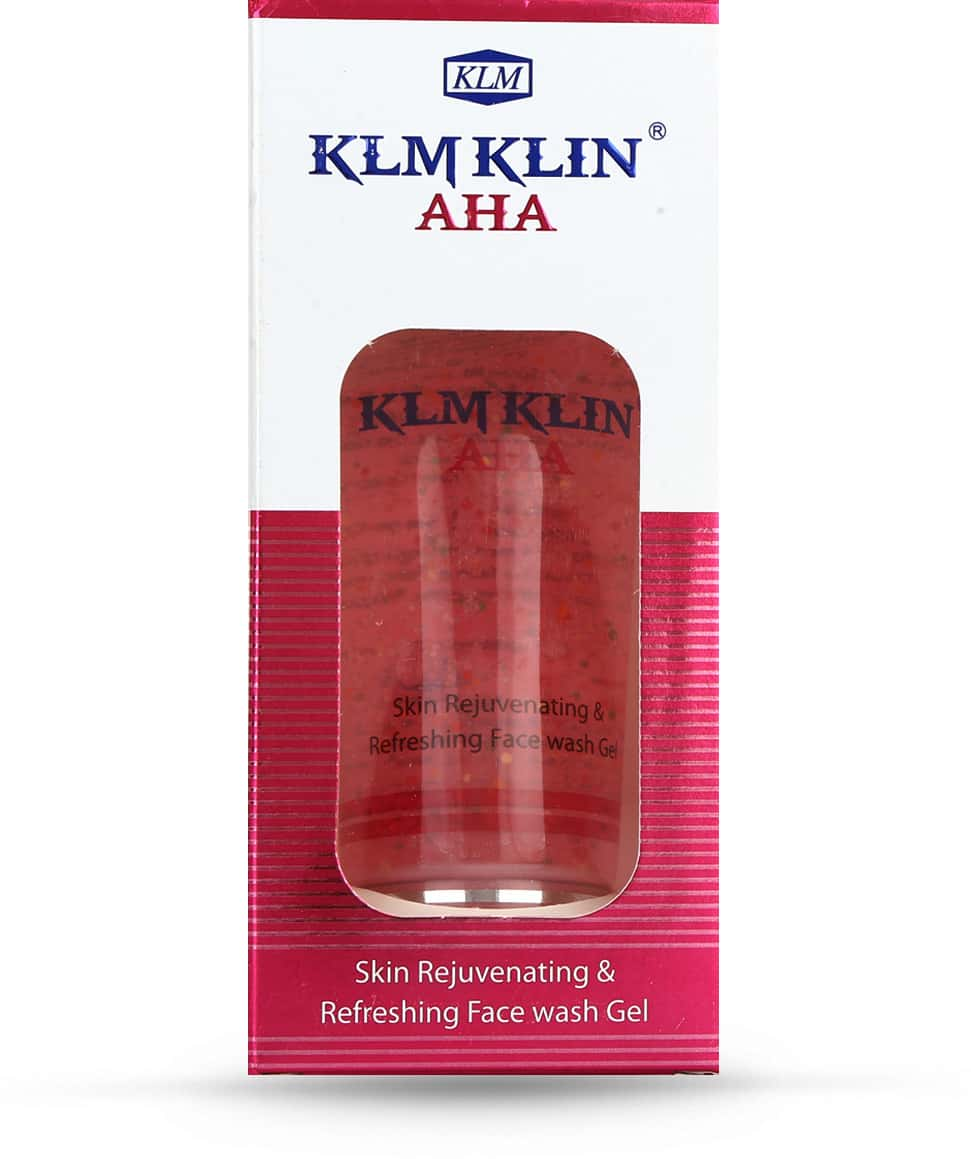 KLM
KLM KLIN®
AHA
KLM KLIN
AHA
Skin Rejuvenating &
Refreshing Face wash Gel
Skin Rejuvenating &
Refreshing Face wash Gel